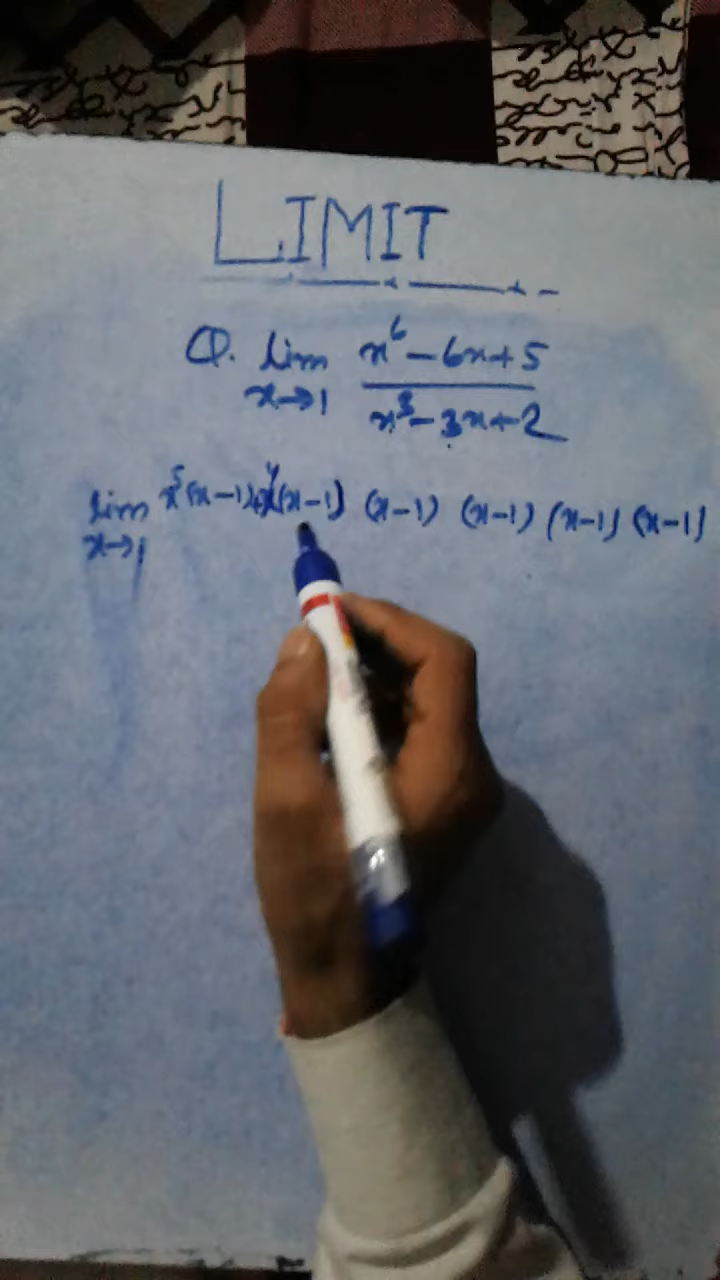 LIMIT
Q. lim x⁶ - 6x + 5
x→1 x³ - 3x + 2
lim x⁵(x-1)+x⁴(x-1) (x-1) (x-1) (x-1) (x-1)
x→1